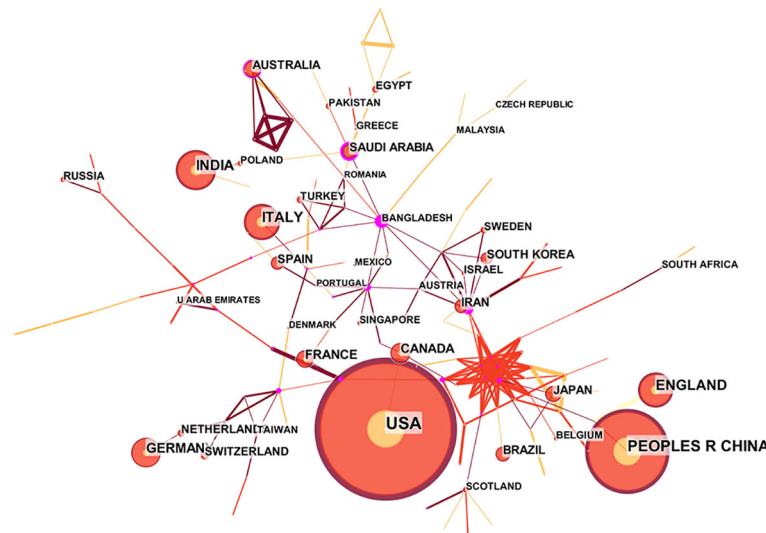 AUSTRALIA
EGYPT
PAKISTAN
CZECH REPUBLIC
GREECE
MALAYSIA
SAUDI ARABIA
POLAND
INDIA
RUSSIA
ROMANIA
TURKEY
BANGLADESH
ITALY
SWEDEN
SPAIN
MEXICO
SOUTH KOREA
ISRAEL
SOUTH AFRICA
PORTUGAL
AUSTRIA
U ARAB EMIRATES
IRAN
DENMARK
SINGAPORE
CANADA
FRANCE
JAPAN
ENGLAND
USA
NETHERLAND
TAIWAN
BELGIUM
PEOPLES R CHINA
GERMAN
SWITZERLAND
BRAZIL
SCOTLAND